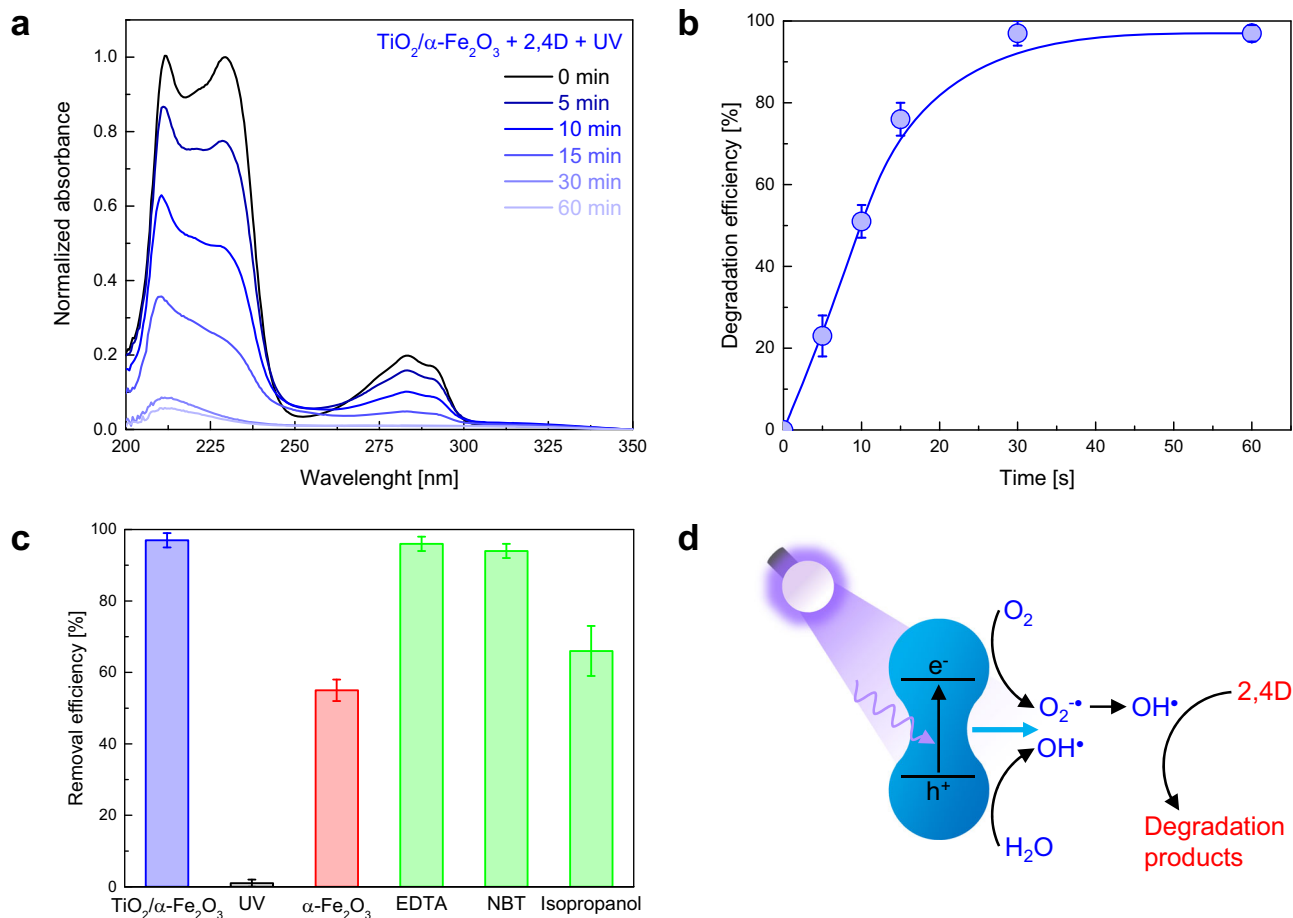 a
TiO₂/α-Fe₂O₃ + 2,4D + UV
0 min
5 min
10 min
15 min
30 min
60 min
1.0
0.8
0.6
0.4
0.2
0.0
Normalized absorbance
200 225 250 275 300 325 350
Wavelenght [nm]
b
100
80
60
40
20
0
Degradation efficiency [%]
0 10 20 30 40 50 60
Time [s]
c
100
80
60
40
20
0
Removal efficiency [%]
TiO₂/α-Fe₂O₃ UV α-Fe₂O₃ EDTA NBT Isopropanol
d
O₂
e⁻
2,4D
O₂⁻• OH•
OH•
h⁺
H₂O
Degradation
products